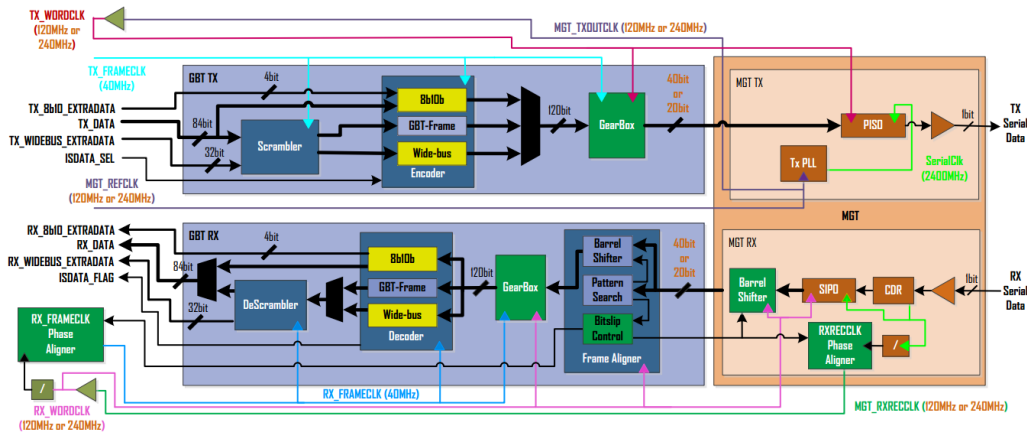 TX_WORDCLK
(120MHz or
240MHz)
MGT_TXOUTCLK (120MHz or 240MHz)
TX_FRAMECLK
(40MHz)
GBT TX
4bit
40bit
or
20bit
MGT TX
TX_8b10_EXTRADATA
TX_DATA
TX_WIDEBUS_EXTRADATA
ISDATA_SEL
84bit
32bit
Scrambler
8b10b
GBT-Frame
Wide-bus
Encoder
120bit
GearBox
PISO
1bit
TX
Serial
Data
Tx PLL
SerialClk
(2400MHz)
MGT_REFCLK
(120MHz or 240MHz)
MGT
RX_8b10_EXTRADATA
RX_DATA
RX_WIDEBUS_EXTRADATA
ISDATA_FLAG
GBT RX
4bit
84bit
32bit
DeScrambler
8b10b
GBT-Frame
Wide-bus
Decoder
120bit
GearBox
Barrel
Shifter
Pattern
Search
Bitslip
Control
Frame Aligner
40bit
or
20bit
MGT RX
Barrel
Shifter
SIPO
CDR
1bit
RX
Serial
Data
RXRECCLK
Phase
Aligner
/
RX_FRAMECLK
Phase
Aligner
/
RX_FRAMECLK (40MHz)
RX_WORDCLK
(120MHz or 240MHz)
MGT_RXRECCLK (120MHz or 240MHz)